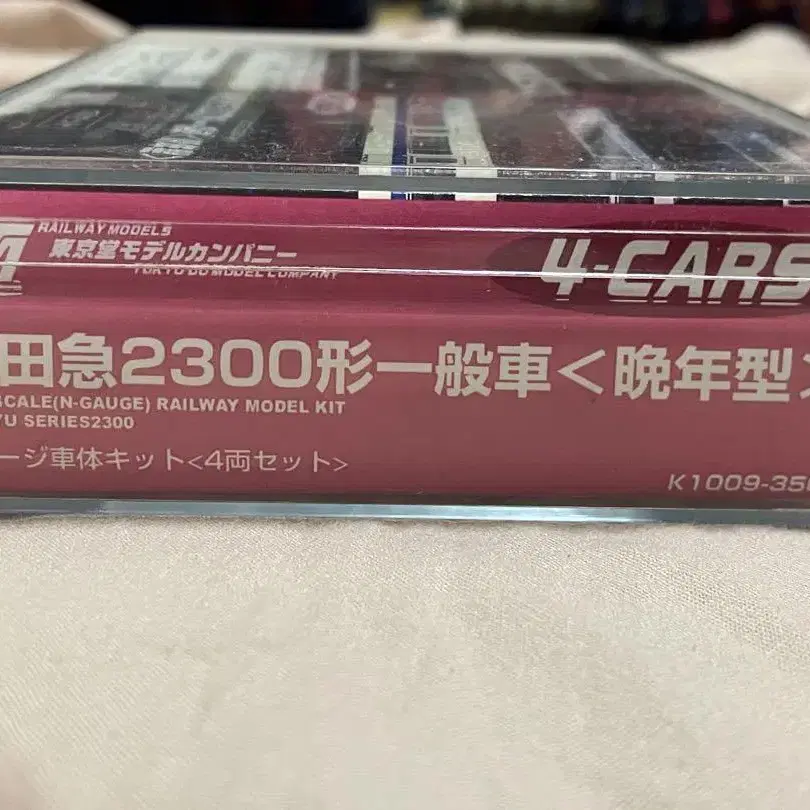 RAILWAY MODELS
東京堂モデルカンパニー
TOKYO DO MODEL COMPANY
4-CARS
田急2300形一般車<晩年型>
SCALE(N-GAUGE) RAILWAY MODEL KIT
YU SERIES2300
ージ車体キット<4両セット>
K1009-350